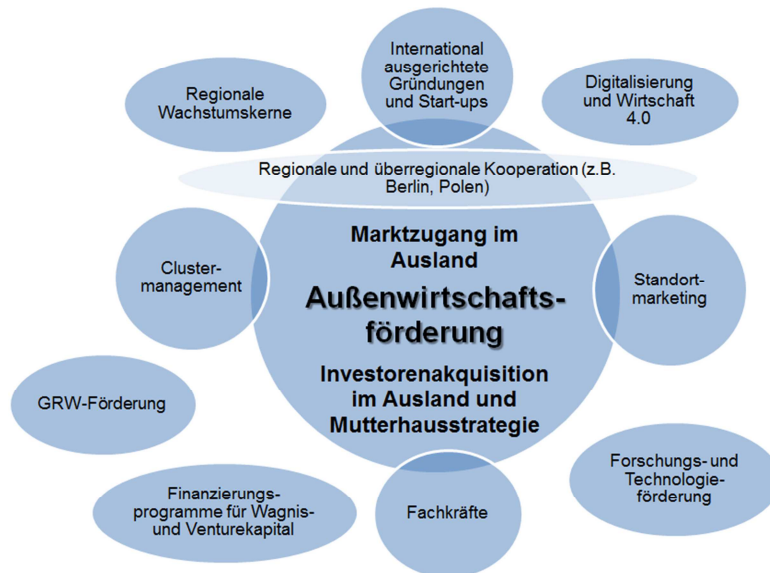 International
ausgerichtete
Gründungen
und Start-ups
Regionale
Wachstumskerne
Digitalisierung
und Wirtschaft
4.0
Regionale und überregionale Kooperation (z.B.
Berlin, Polen)
Marktzugang im
Ausland
Cluster-
management
Außenwirtschafts-
förderung
Standort-
marketing
Investorenakquisition
im Ausland und
Mutterhausstrategie
GRW-Förderung
Forschungs- und
Technologie-
förderung
Finanzierungs-
programme für Wagnis-
und Venturekapital
Fachkräfte